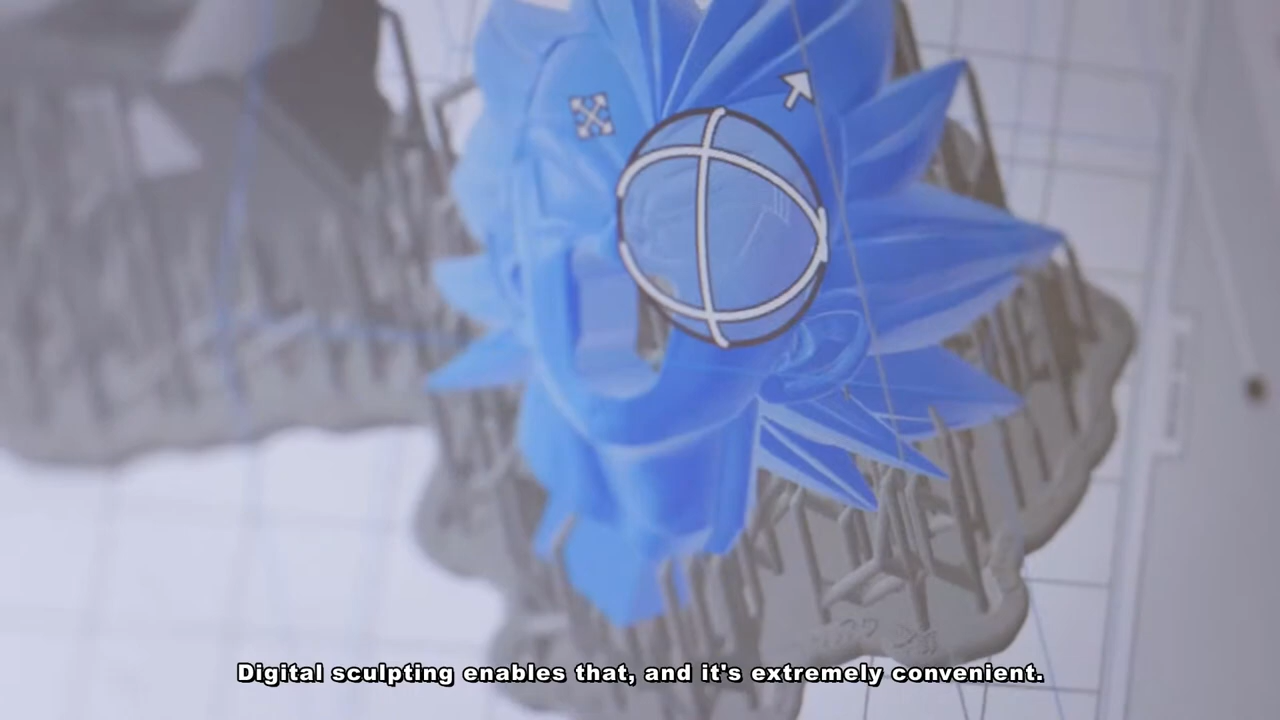 Digital sculpting enables that, and it's extremely convenient.